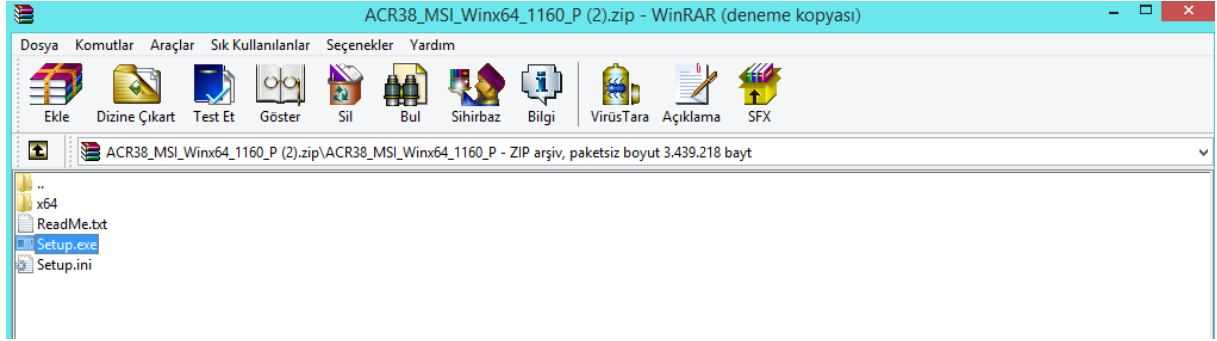 ACR38_MSI_Winx64_1160_P (2).zip - WinRAR (deneme kopyası)
Dosya Komutlar Araçlar Sık Kullanılanlar Seçenekler Yardım
Ekle Dizine Çıkart Test Et Göster Sil Bul Sihirbaz Bilgi VirüsTara Açıklama SFX
ACR38_MSI_Winx64_1160_P (2).zip\ACR38_MSI_Winx64_1160_P - ZIP arşiv, paketsiz boyut 3.439.218 bayt
..
x64
ReadMe.txt
Setup.exe
Setup.ini